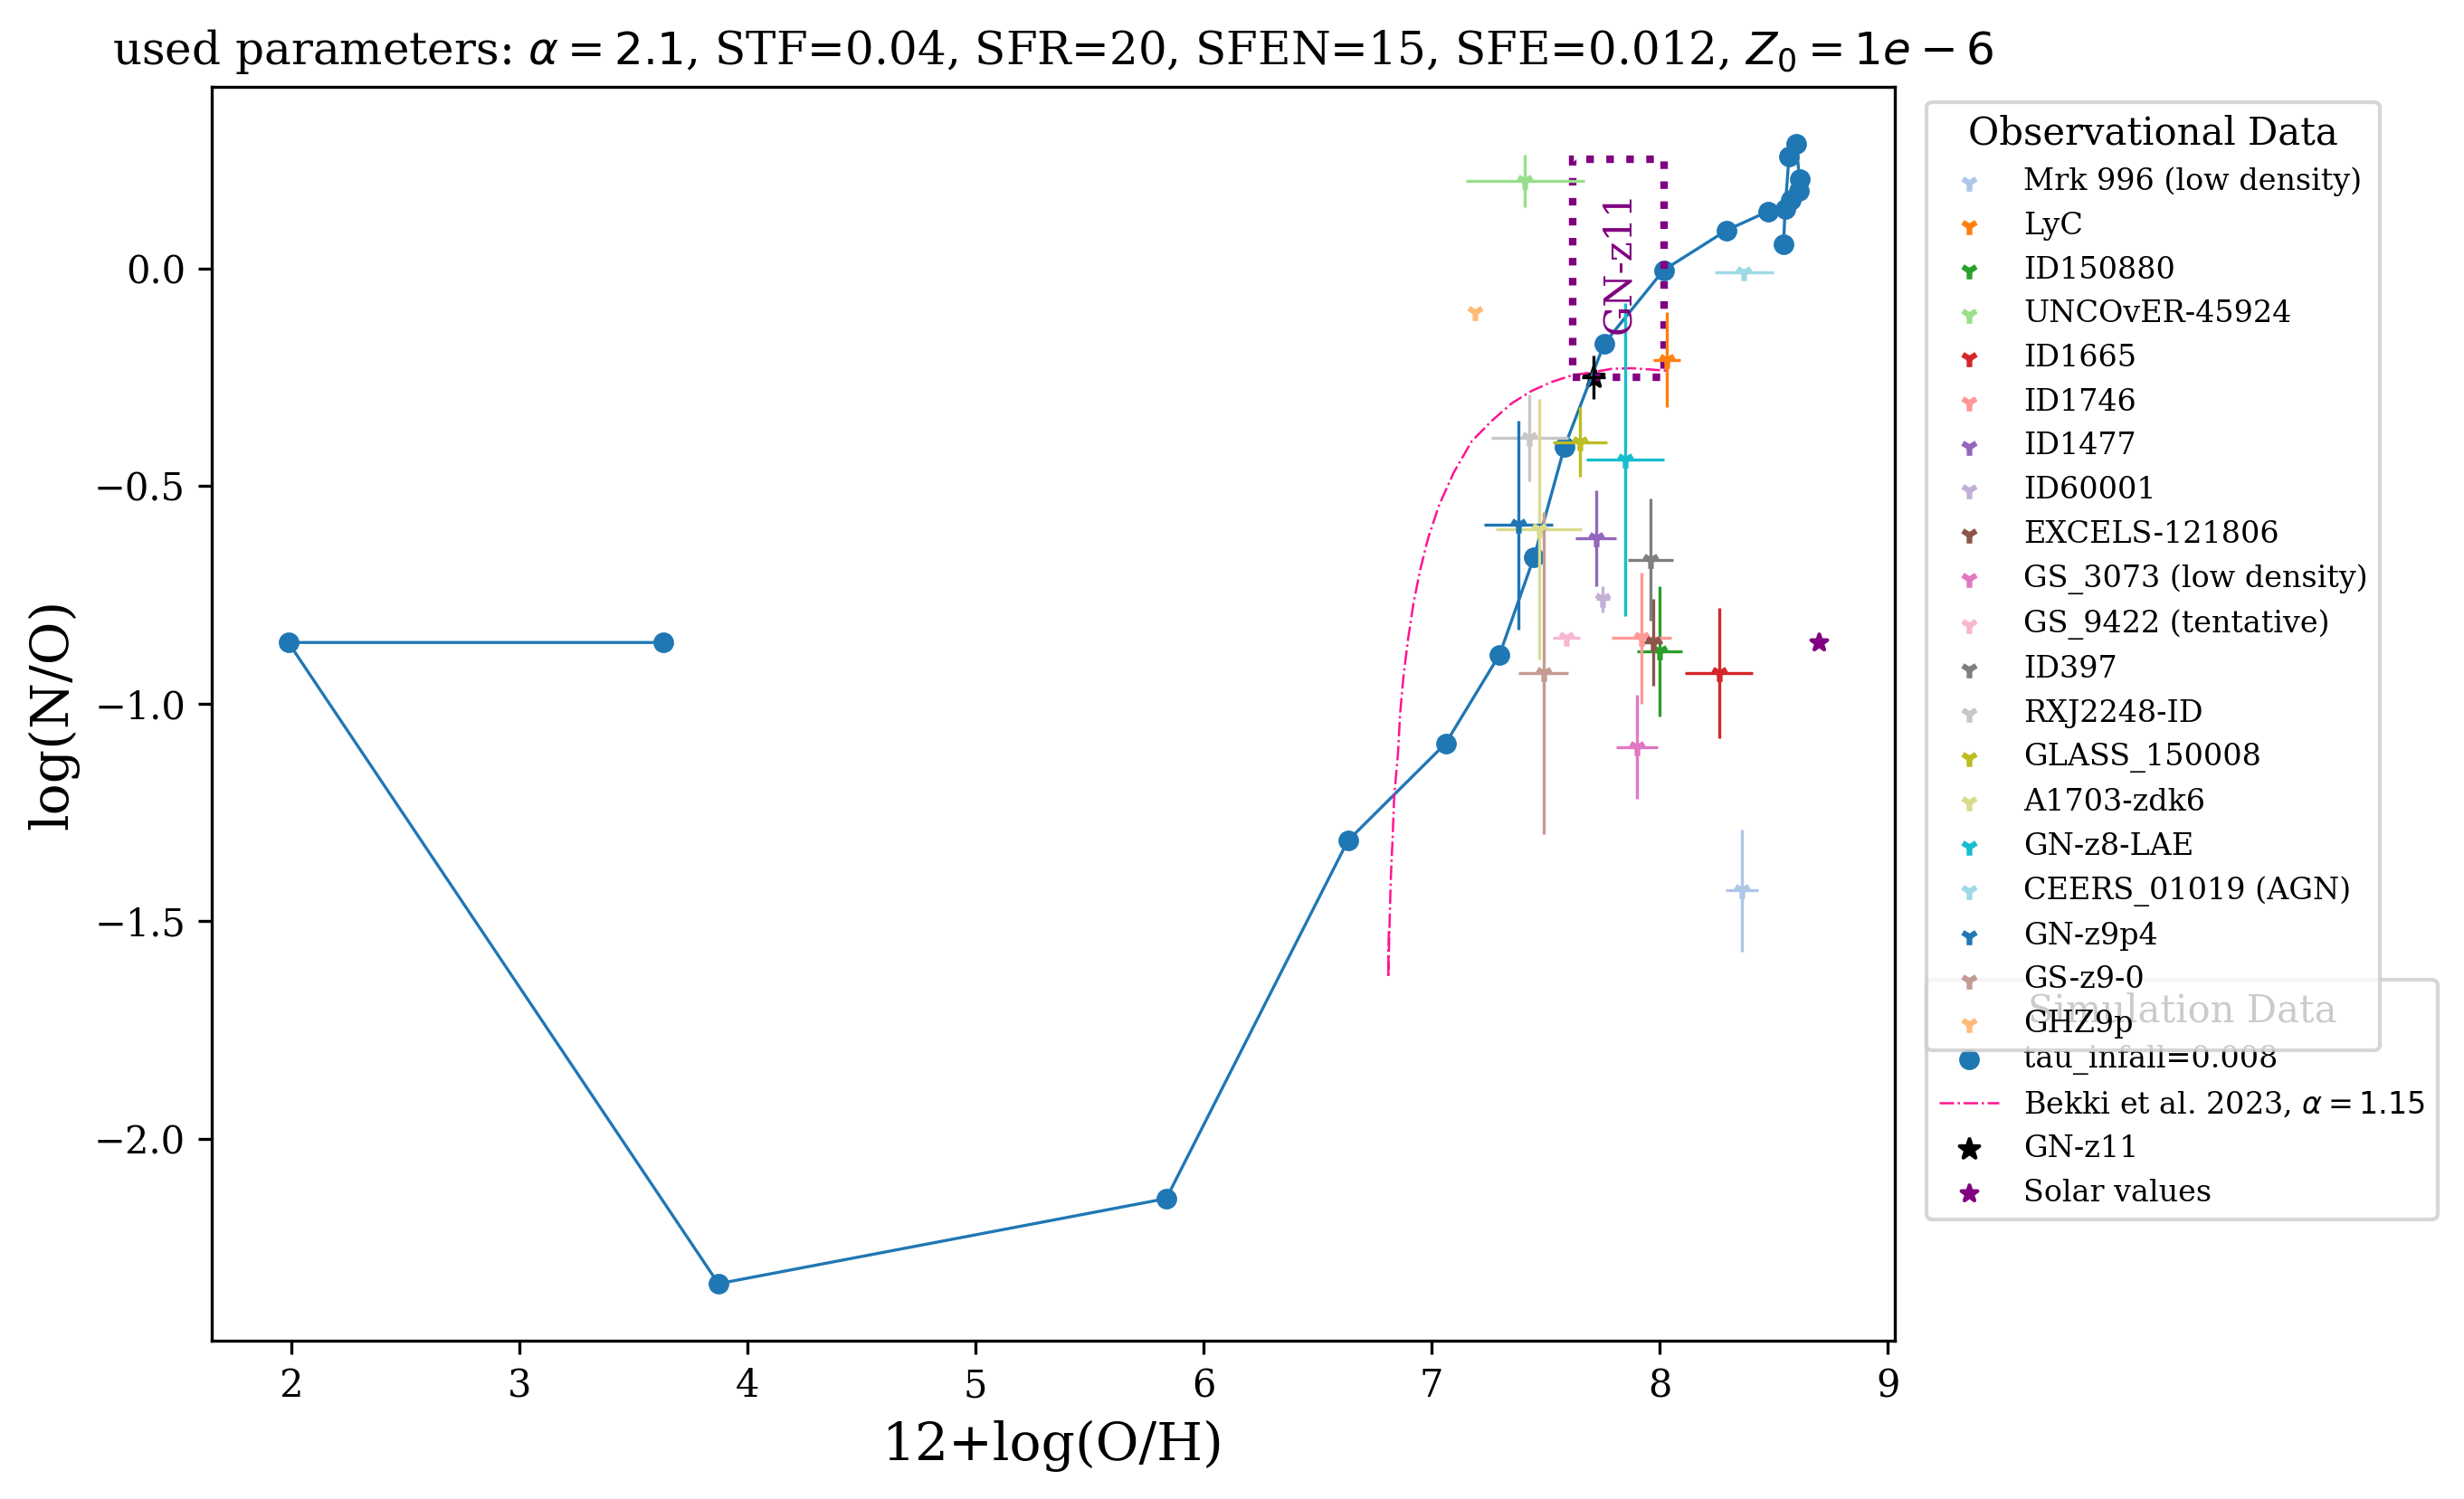 used parameters: α = 2.1, STF=0.04, SFR=20, SFEN=15, SFE=0.012, Z₀ = 1e − 6
log(N/O)
0.0
−0.5
−1.0
−1.5
−2.0
GN-z11
2 3 4 5 6 7 8 9
12+log(O/H)
Observational Data
Mrk 996 (low density)
LyC
ID150880
UNCOvER-45924
ID1665
ID1746
ID1477
ID60001
EXCELS-121806
GS_3073 (low density)
GS_9422 (tentative)
ID397
RXJ2248-ID
GLASS_150008
A1703-zdk6
GN-z8-LAE
CEERS_01019 (AGN)
GN-z9p4
GS-z9-0
GHZ9p
Simulation Data
tau_infall=0.008
Bekki et al. 2023, α = 1.15
GN-z11
Solar values